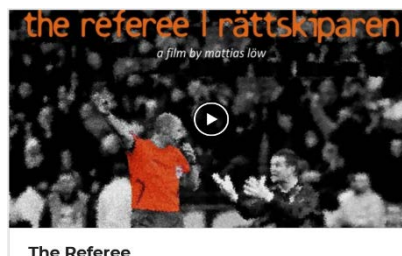 the referee | rättskiparen
a film by mattias löw
The Referee